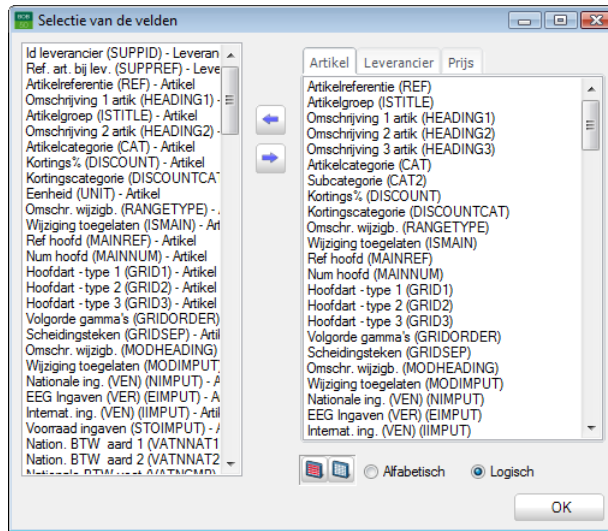 BOB 50
Selectie van de velden
Id leverancier (SUPPID) - Leveran
Ref. art. bij lev. (SUPPREF) - Leve
Artikelreferentie (REF) - Artikel
Omschrijving 1 artik (HEADING1) -
Artikelgroep (ISTITLE) - Artikel
Omschrijving 2 artik (HEADING2) -
Artikelcategorie (CAT) - Artikel
Kortings% (DISCOUNT) - Artikel
Kortingscategorie (DISCOUNTCAT
Eenheid (UNIT) - Artikel
Omschr. wijzigb. (RANGETYPE) -
Wijziging toegelaten (ISMAIN) - Art
Ref hoofd (MAINREF) - Artikel
Num hoofd (MAINNUM) - Artikel
Hoofdart - type 1 (GRID1) - Artikel
Hoofdart - type 2 (GRID2) - Artikel
Hoofdart - type 3 (GRID3) - Artikel
Volgorde gamma's (GRIDORDER)
Scheidingsteken (GRIDSEP) - Arti
Omschr. wijzigb. (MODHEADING)
Wijziging toegelaten (MODIMPUT)
Nationale ing. (VEN) (NIMPUT) - A
EEG Ingaven (VER) (EIMPUT) - A
Internat. ing. (VEN) (IIMPUT) - Arti
Voorraad ingaven (STOIMPUT) - A
Nation. BTW aard 1 (VATNNAT1
Nation. BTW aard 2 (VATNNAT2
Artikel Leverancier Prijs
Artikelreferentie (REF)
Artikelgroep (ISTITLE)
Omschrijving 1 artik (HEADING1)
Omschrijving 2 artik (HEADING2)
Omschrijving 3 artik (HEADING3)
Artikelcategorie (CAT)
Subcategorie (CAT2)
Kortings% (DISCOUNT)
Kortingscategorie (DISCOUNTCAT)
Omschr. wijzigb. (RANGETYPE)
Wijziging toegelaten (ISMAIN)
Ref hoofd (MAINREF)
Num hoofd (MAINNUM)
Hoofdart - type 1 (GRID1)
Hoofdart - type 2 (GRID2)
Hoofdart - type 3 (GRID3)
Volgorde gamma's (GRIDORDER)
Scheidingsteken (GRIDSEP)
Omschr. wijzigb. (MODHEADING)
Wijziging toegelaten (MODIMPUT)
Nationale ing. (VEN) (NIMPUT)
EEG Ingaven (VER) (EIMPUT)
Internat. ing. (VEN) (IIMPUT)
Alfabetisch Logisch
OK